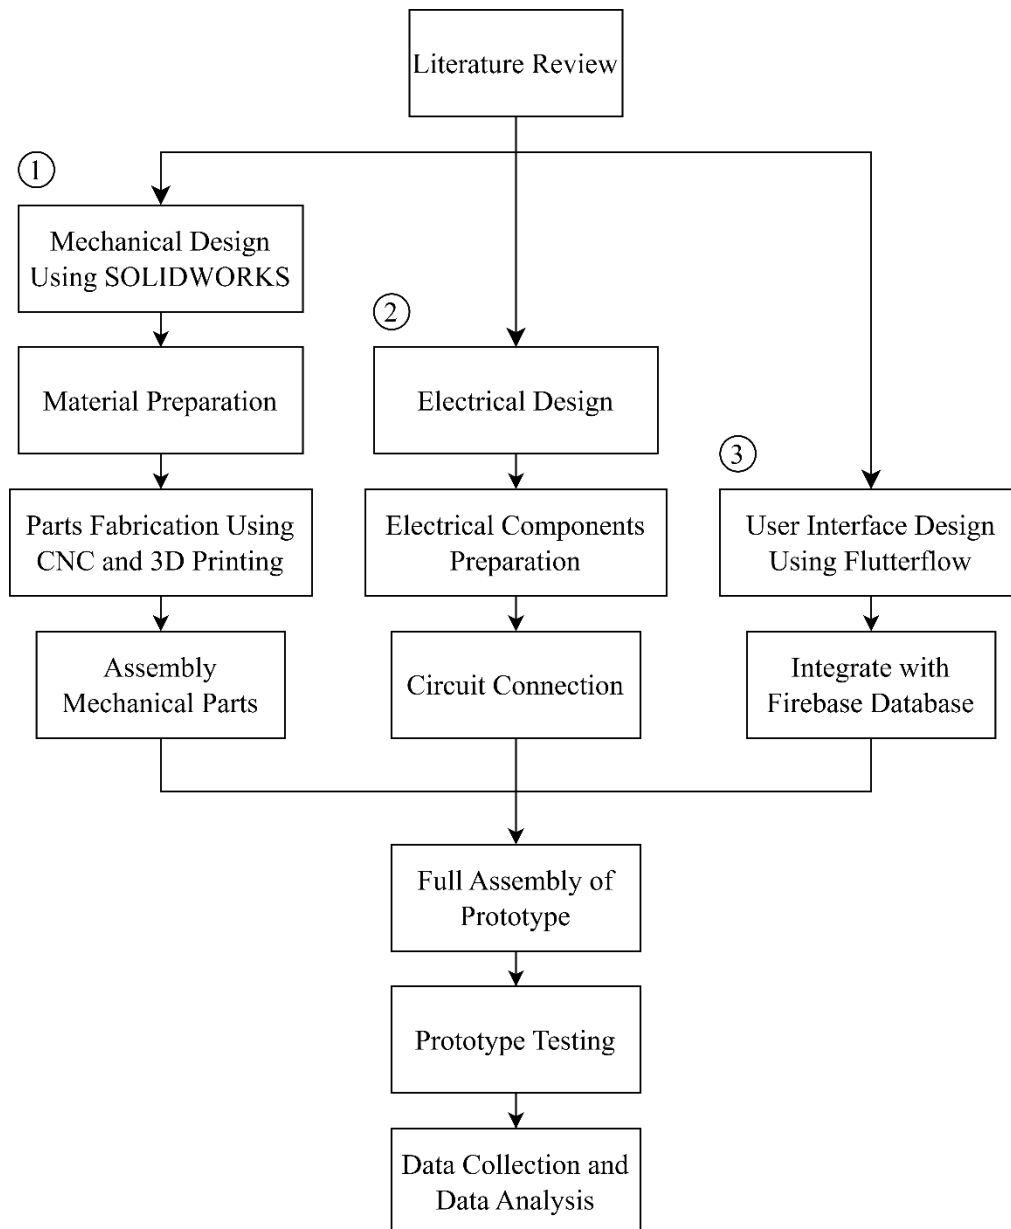 Literature Review
1
Mechanical Design
Using SOLIDWORKS
Material Preparation
Parts Fabrication Using
CNC and 3D Printing
Assembly
Mechanical Parts
2
Electrical Design
Electrical Components
Preparation
Circuit Connection
3
User Interface Design
Using Flutterflow
Integrate with
Firebase Database
Full Assembly of
Prototype
Prototype Testing
Data Collection and
Data Analysis